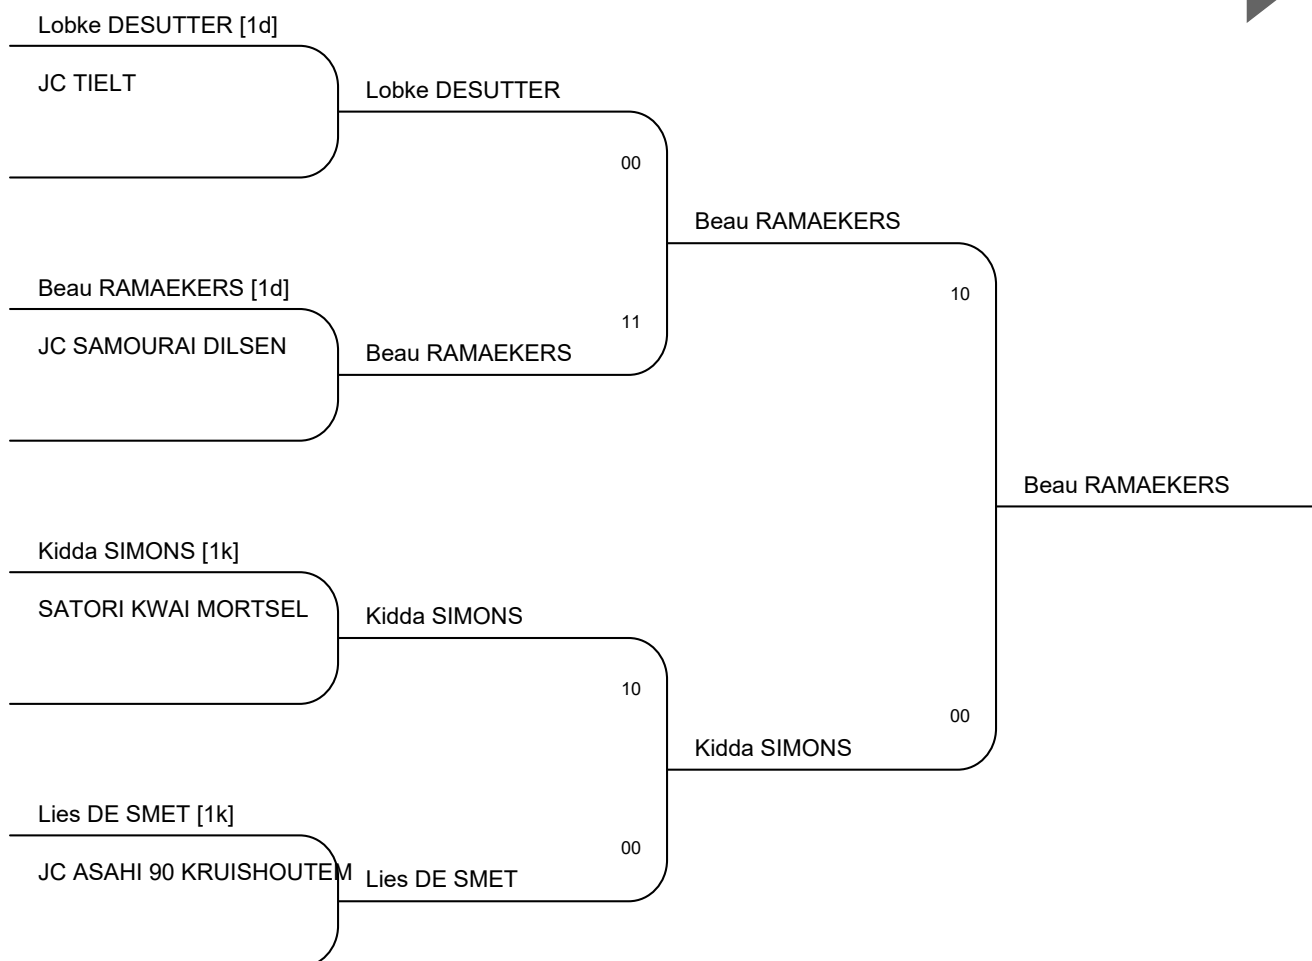 Lobke DESUTTER [1d]
JC TIELT
Lobke DESUTTER
00
Beau RAMAEKERS
10
Beau RAMAEKERS [1d]
11
JC SAMOURAI DILSEN
Beau RAMAEKERS
Beau RAMAEKERS
Kidda SIMONS [1k]
SATORI KWAI MORTSEL
Kidda SIMONS
10
00
Kidda SIMONS
Lies DE SMET [1k]
00
JC ASAHI 90 KRUISHOUTEM
Lies DE SMET